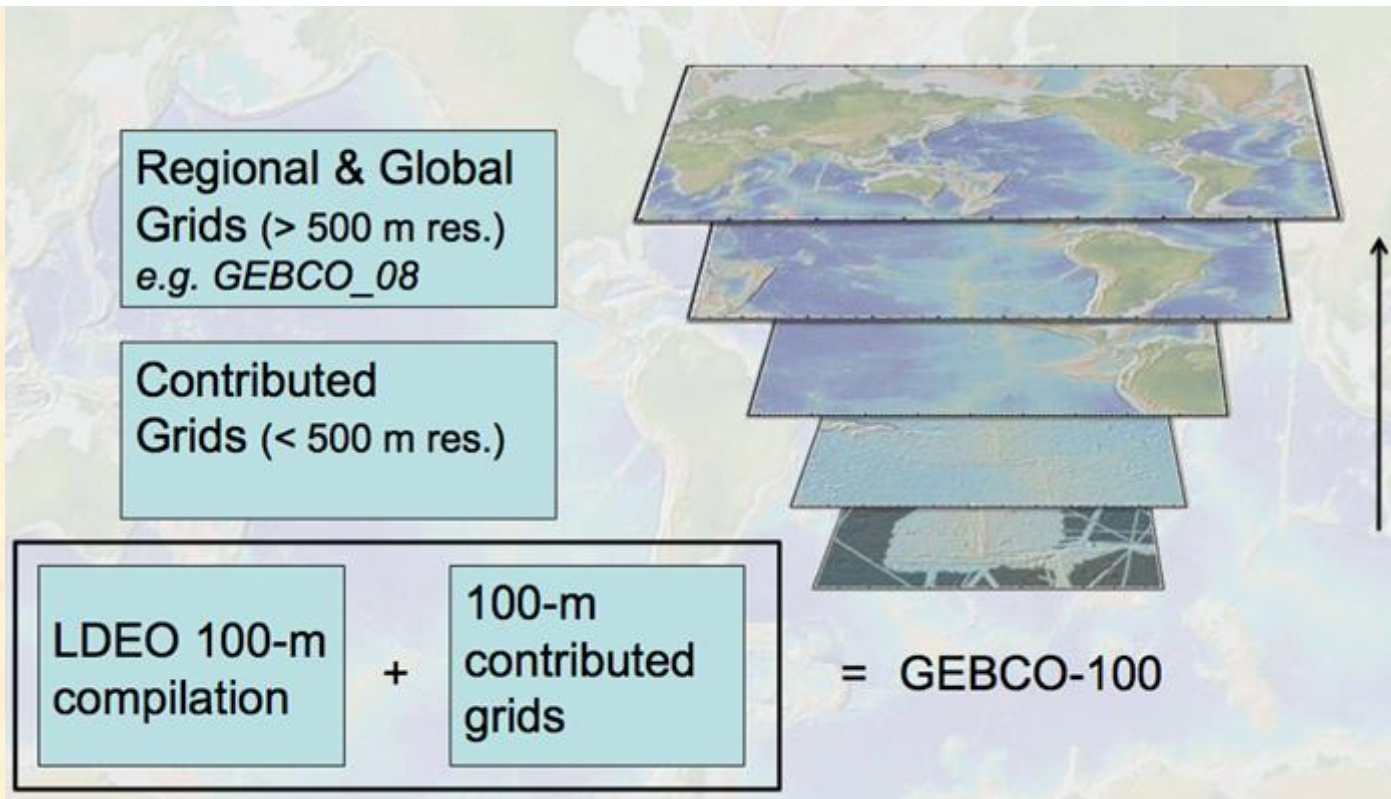 Regional & Global
Grids (> 500 m res.)
e.g. GEBCO_08
Contributed
Grids (< 500 m res.)
LDEO 100-m
compilation
+
100-m
contributed
grids
= GEBCO-100